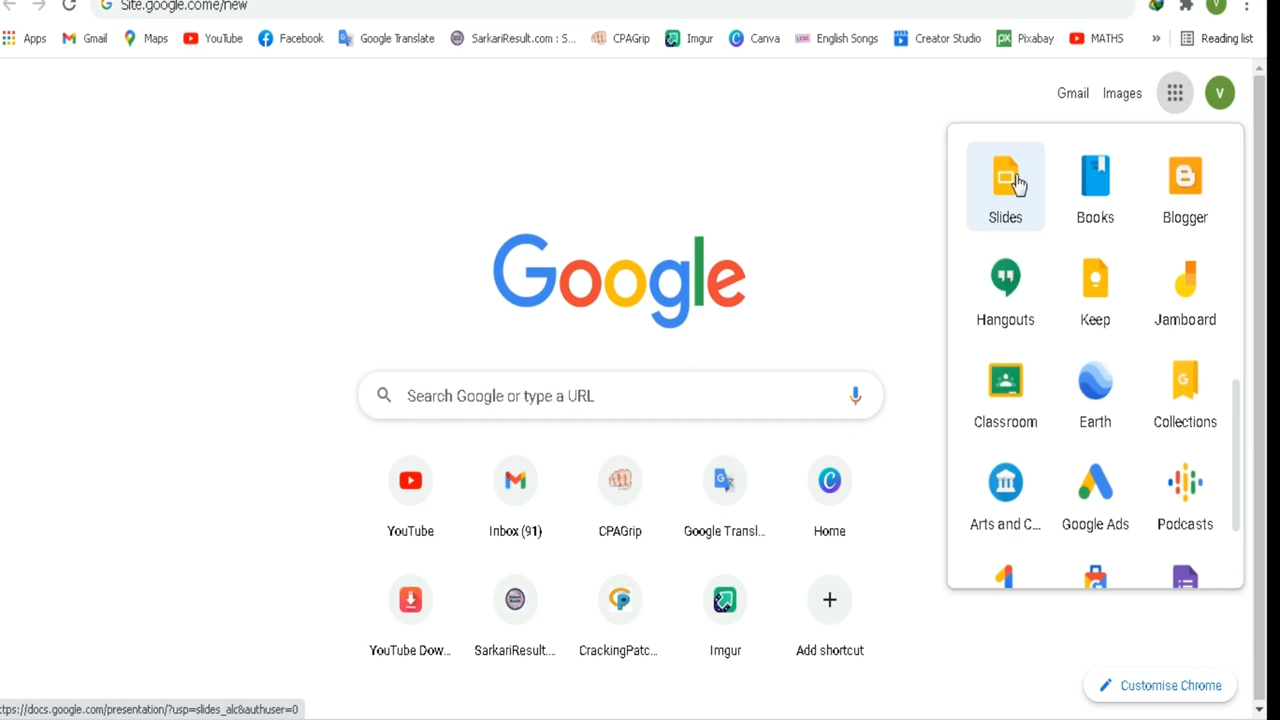 Site.google.come/new
V
Apps Gmail Maps YouTube Facebook Google Translate SarkariResult.com : S... CPAGrip Imgur Canva English Songs Creator Studio Pixabay MATHS » Reading list
Gmail Images V
Slides Books Blogger
Hangouts Keep Jamboard
Classroom Earth Collections
Arts and C... Google Ads Podcasts
Google
Search Google or type a URL
YouTube Inbox (91) CPAGrip Google Transl... Home
YouTube Dow... SarkariResult... CrackingPatc... Imgur Add shortcut
Customise Chrome
ttps://docs.google.com/presentation/?usp=slides_alc&authuser=0